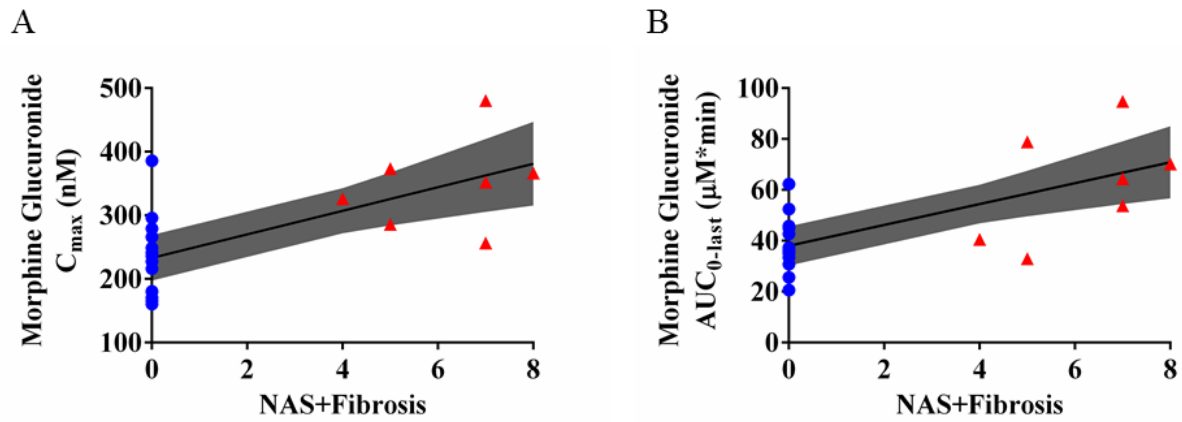 A
B
Morphine Glucuronide
Cmax (nM)
500
400
300
200
100
0
2
4
6
8
NAS+Fibrosis
Morphine Glucuronide
AUC0-last (μM*min)
100
80
60
40
20
0
0
2
4
6
8
NAS+Fibrosis